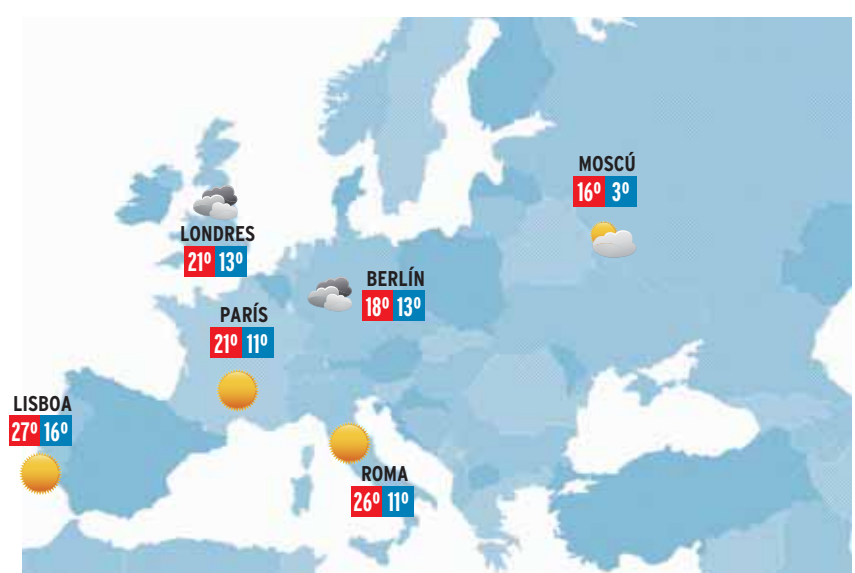 MOSCÚ
16º 3º
LONDRES
21º 13º
BERLÍN
18º 13º
PARÍS
21º 11º
LISBOA
27º 16º
ROMA
26º 11º